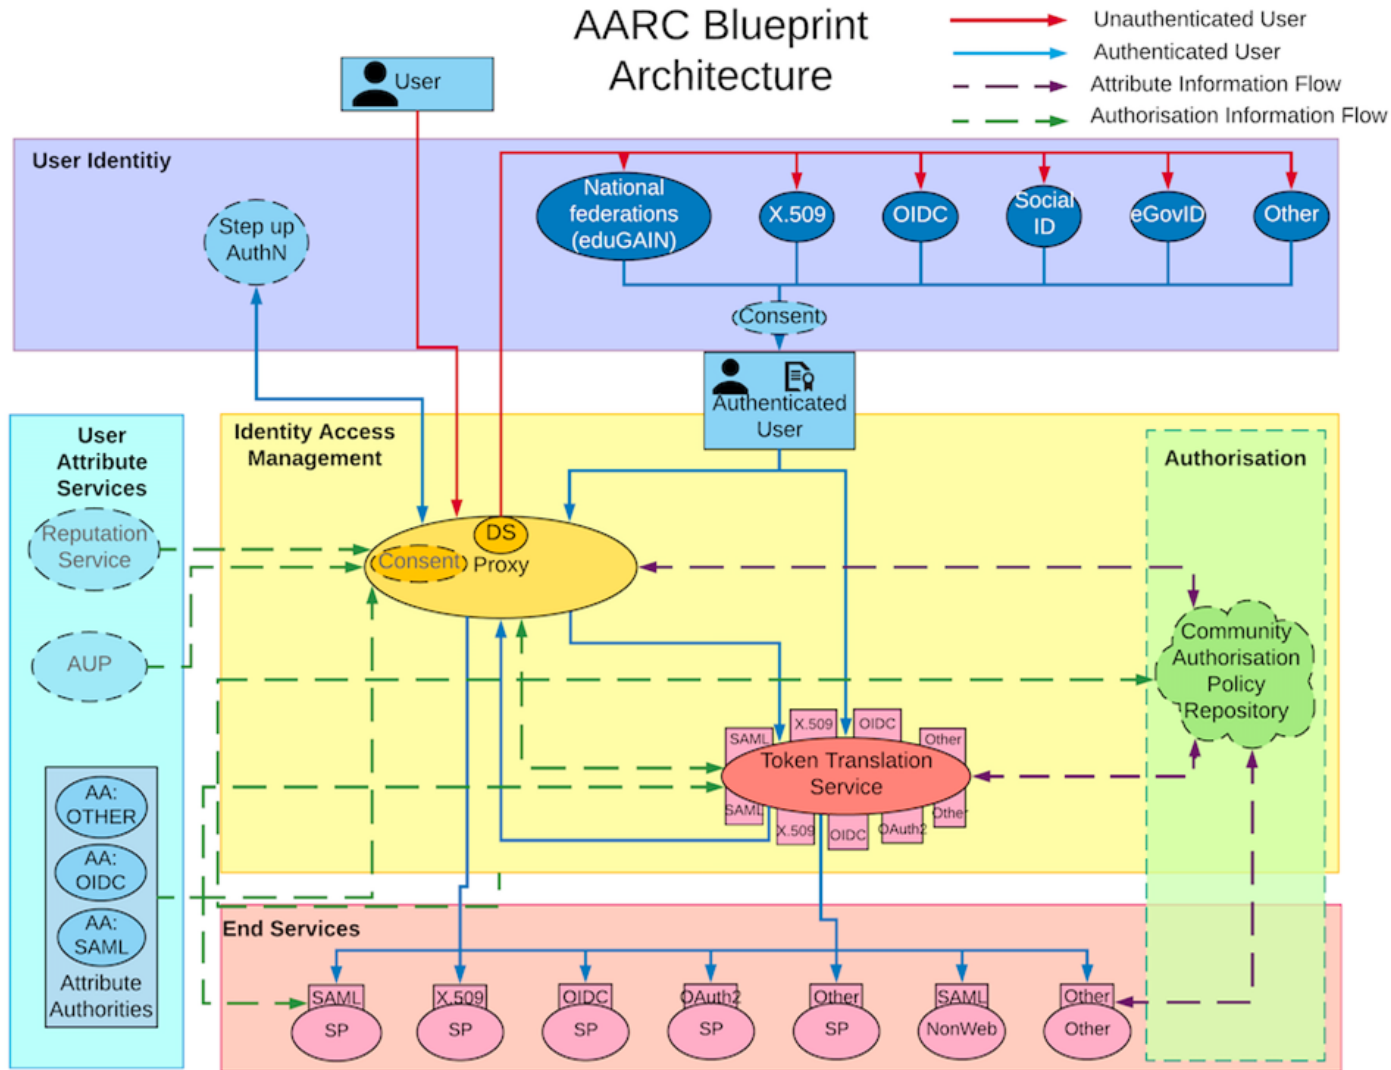 AARC Blueprint
Architecture
Unauthenticated User
Authenticated User
Attribute Information Flow
Authorisation Information Flow
User
User Identitiy
Step up
AuthN
National
federations
(eduGAIN)
X.509
OIDC
Social
ID
eGovID
Other
Consent
Authenticated
User
User
Attribute
Services
Reputation
Service
AUP
AA:
OTHER
AA:
OIDC
AA:
SAML
Attribute
Authorities
Identity Access
Management
DS
Consent
Proxy
Authorisation
Community
Authorisation
Policy
Repository
SAML
X.509
OIDC
Other
Token Translation
Service
SAML
X.509
OIDC
OAuth2
Other
End Services
SAML
SP
X.509
SP
OIDC
SP
OAuth2
SP
Other
SP
SAML
NonWeb
Other
Other